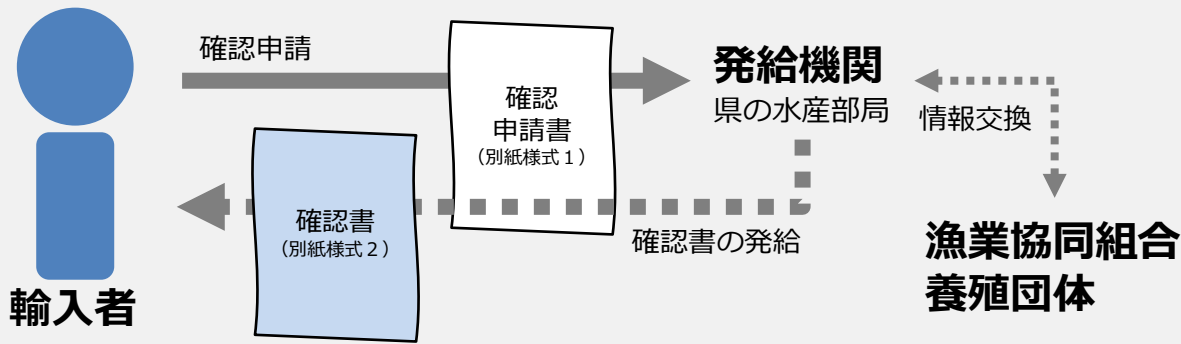 確認申請
確認
申請書
（別紙様式１）
発給機関
県の水産部局
情報交換
確認書
（別紙様式２）
確認書の発給
漁業協同組合
養殖団体
輸入者